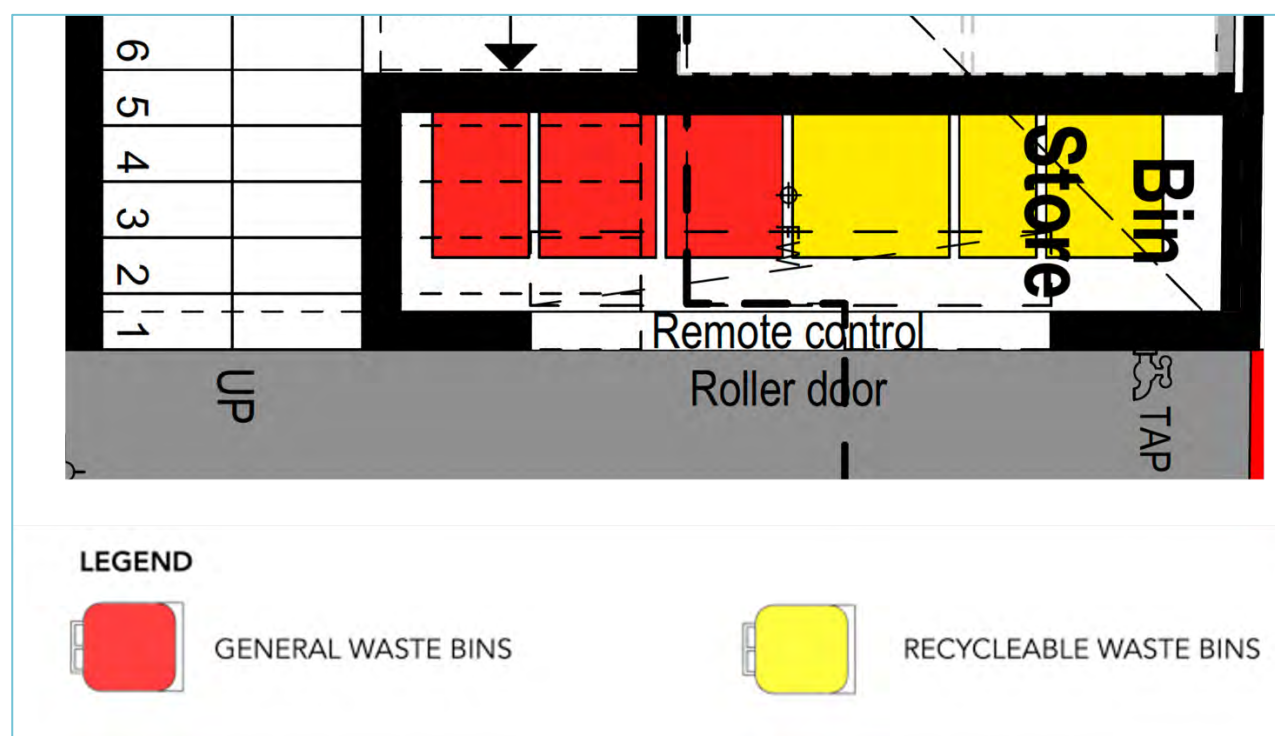 6
5
4
3
2
1
UP
Bin
Store
Remote control
Roller door
TAP
LEGEND
GENERAL WASTE BINS
RECYCLEABLE WASTE BINS